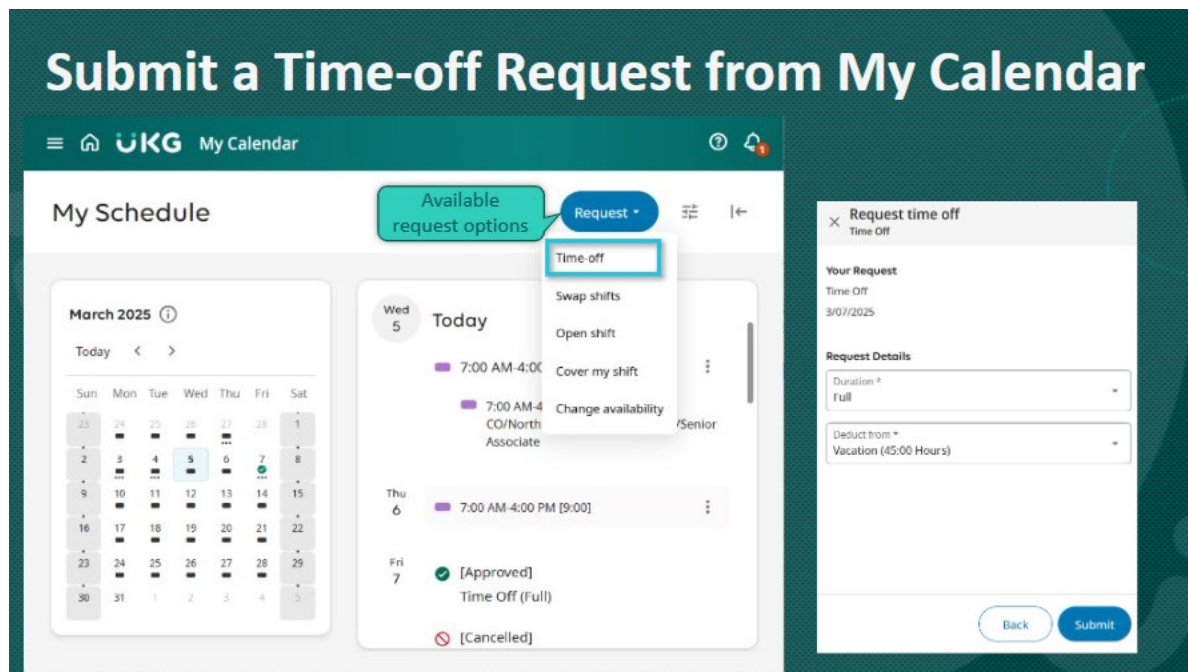 Submit a Time-off Request from My Calendar
UKG My Calendar
1
My Schedule
Available
request options
Request
Time-off
Swap shifts
Open shift
Cover my shift
Change availability
March 2025
Today
Sun Mon Tue Wed Thu Fri Sat
23 24 25 26 27 28 1
2 3 4 5 6 7 8
9 10 11 12 13 14 15
16 17 18 19 20 21 22
23 24 25 26 27 28 29
30 31 1 2 3 4 5
Wed
5
Today
7:00 AM-4:00
7:00 AM-4
CO/North /Senior
Associate
Thu
6
7:00 AM-4:00 PM [9:00]
Fri
7
[Approved]
Time Off (Full)
[Cancelled]
Request time off
Time Off
Your Request
Time Off
3/07/2025
Request Details
Duration *
Full
Deduct from *
Vacation (45:00 Hours)
Back Submit